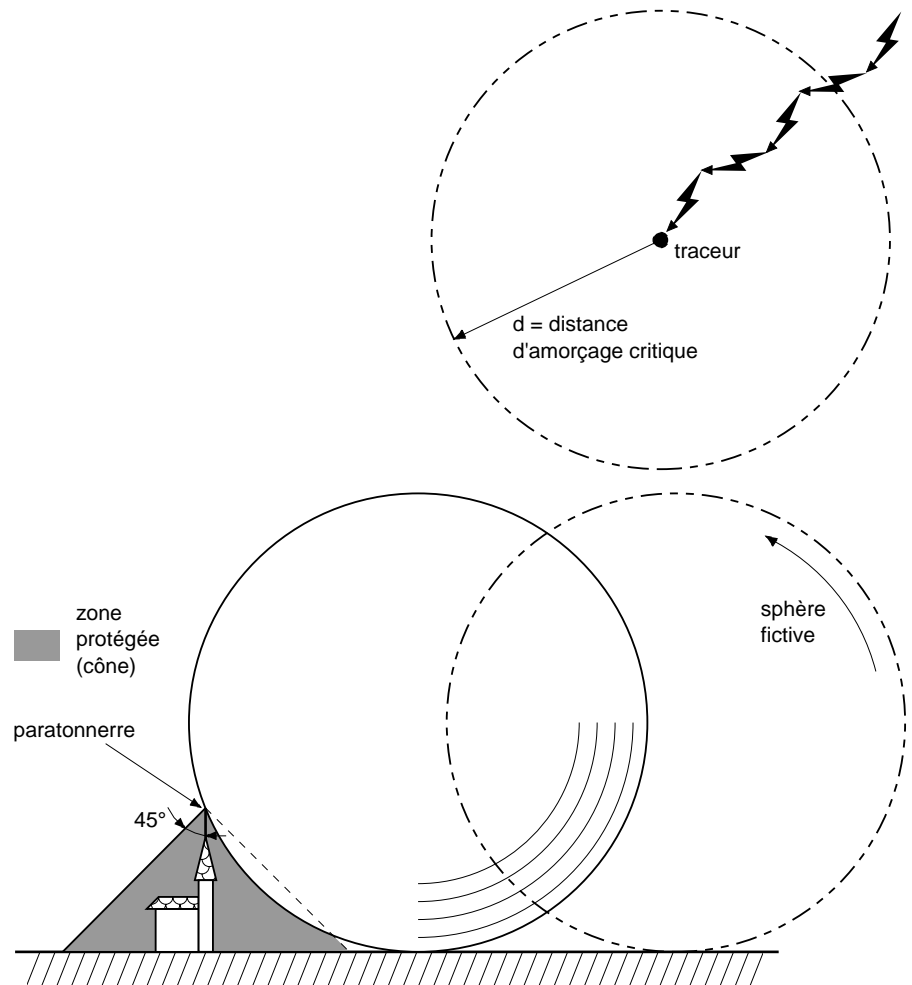 traceur
d = distance
d'amorçage critique
zone
protégée
(cône)
sphère
fictive
paratonnerre
45°